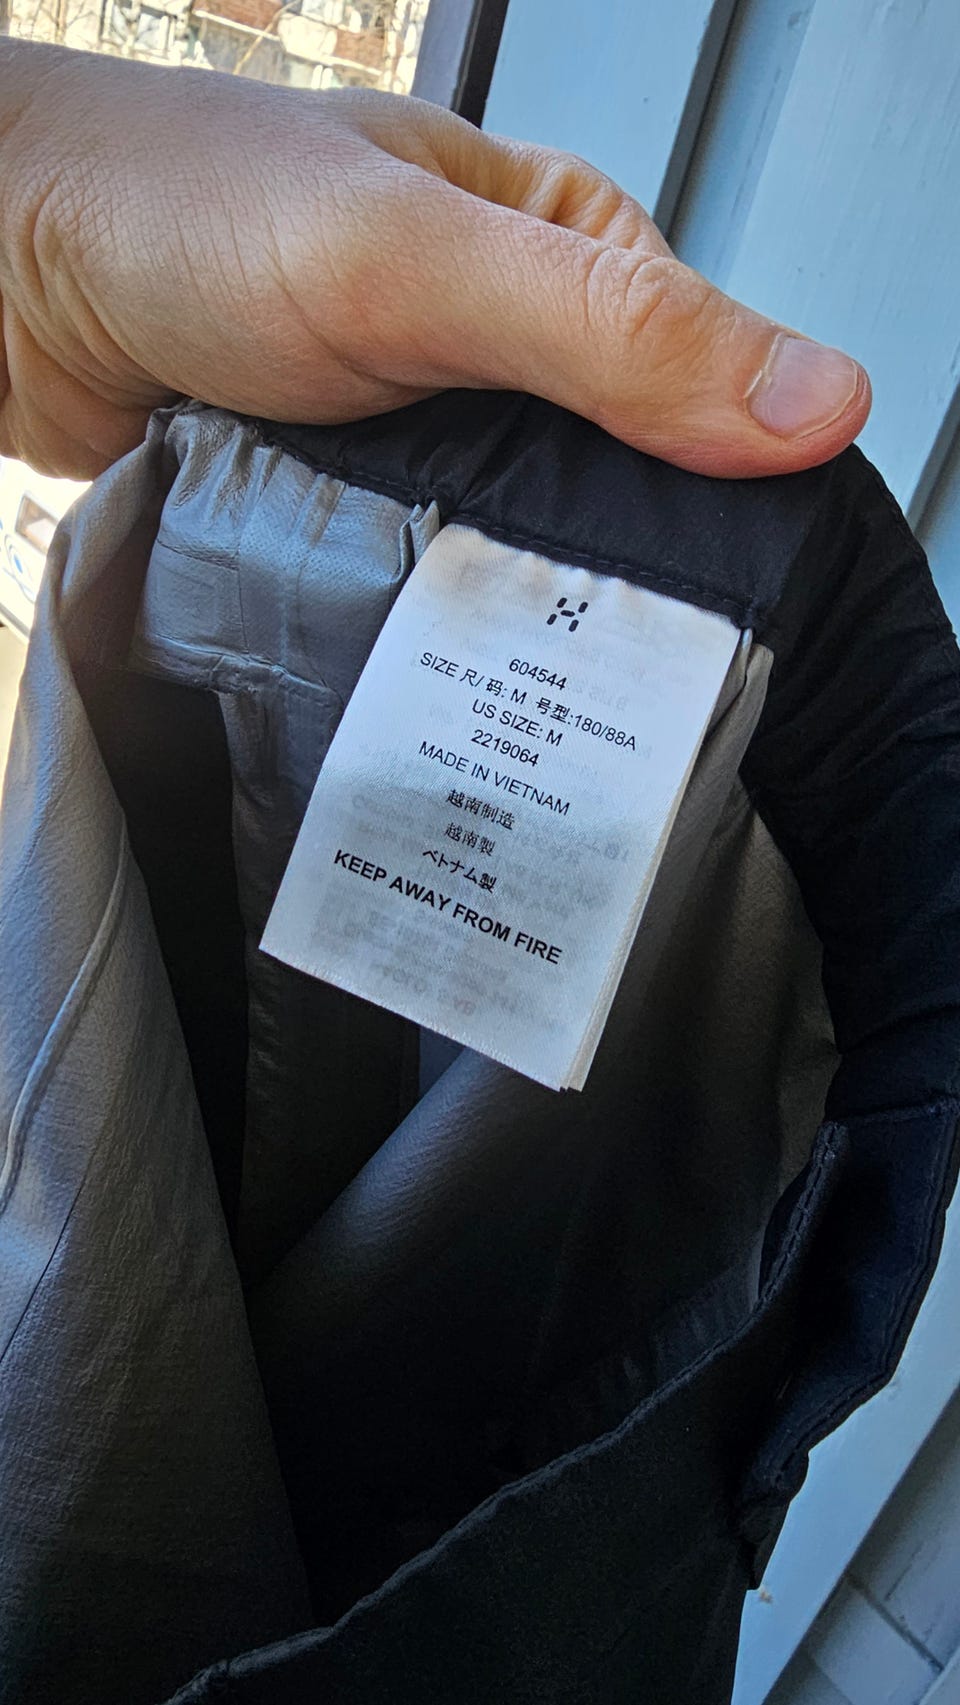 604544
SIZE 尺/ 码: M 号型:180/88A
US SIZE: M
2219064
MADE IN VIETNAM
越南制造
越南製
ベトナム製
KEEP AWAY FROM FIRE